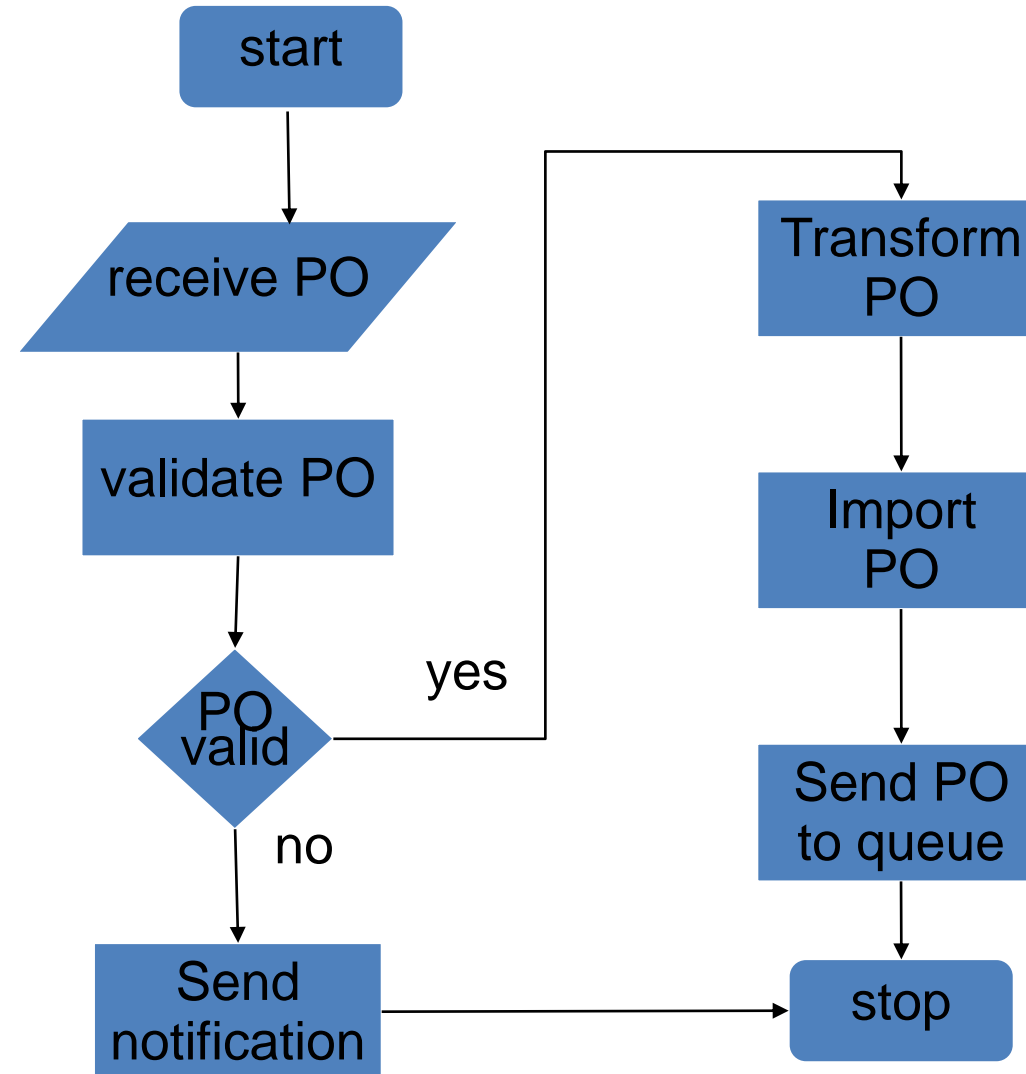 start
receive PO
validate PO
PO
valid
yes
no
Send
notification
Transform
PO
Import
PO
Send PO
to queue
stop